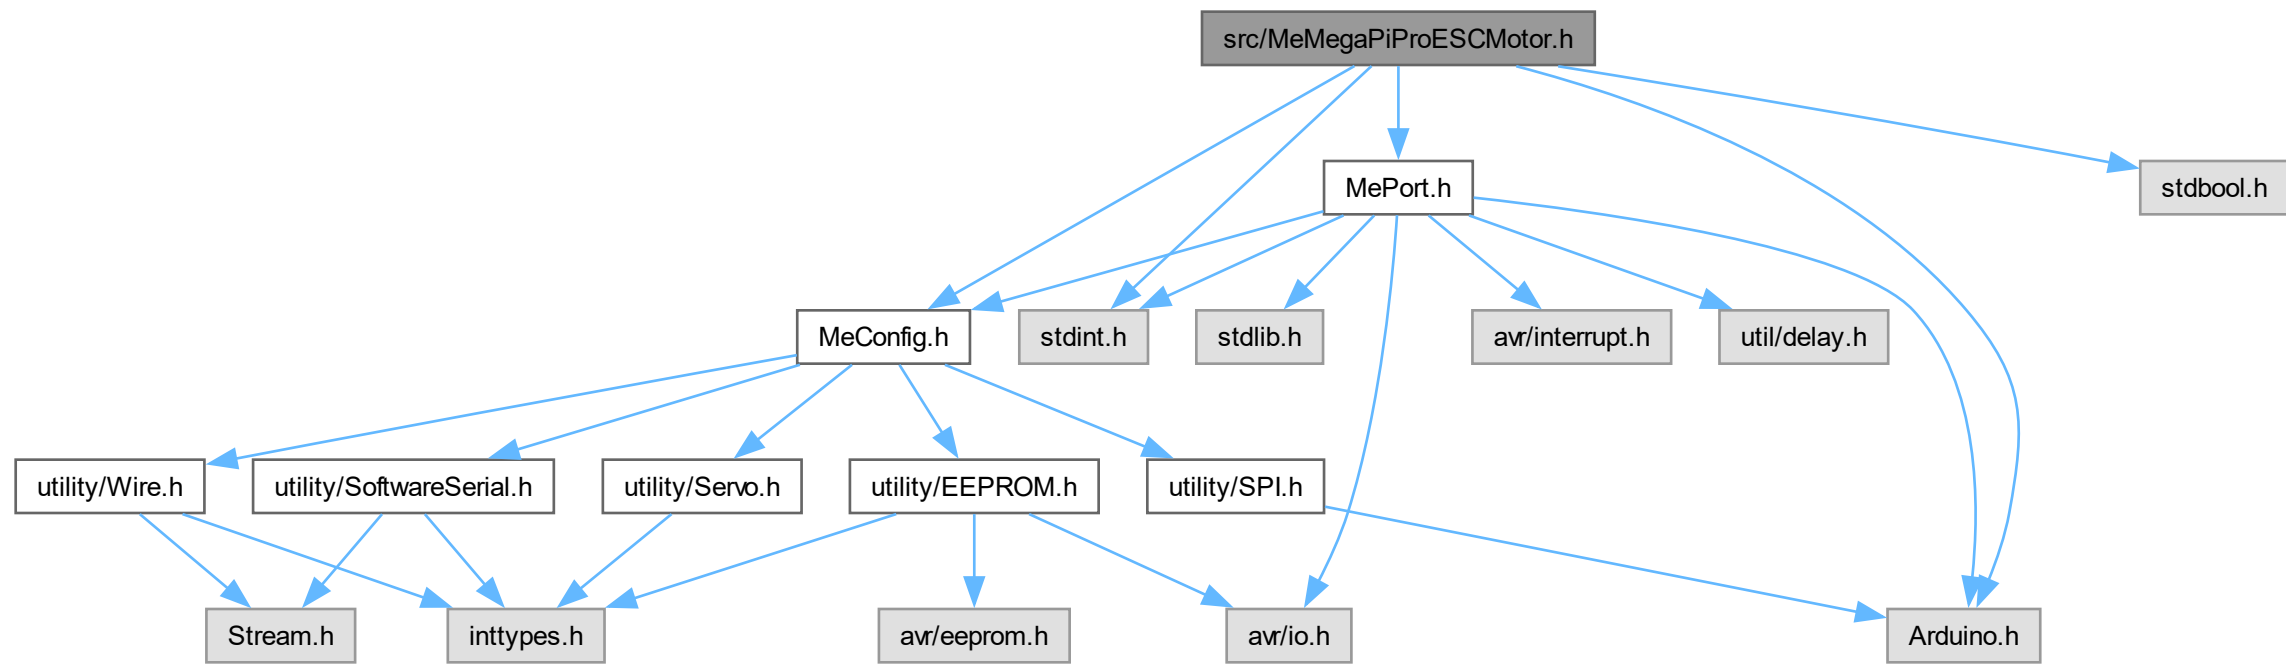 src/MeMegaPiProESCMotor.h
MePort.h
stdbool.h
MeConfig.h
stdint.h
stdlib.h
avr/interrupt.h
util/delay.h
utility/Wire.h
utility/SoftwareSerial.h
utility/Servo.h
utility/EEPROM.h
utility/SPI.h
Stream.h
inttypes.h
avr/eeprom.h
avr/io.h
Arduino.h